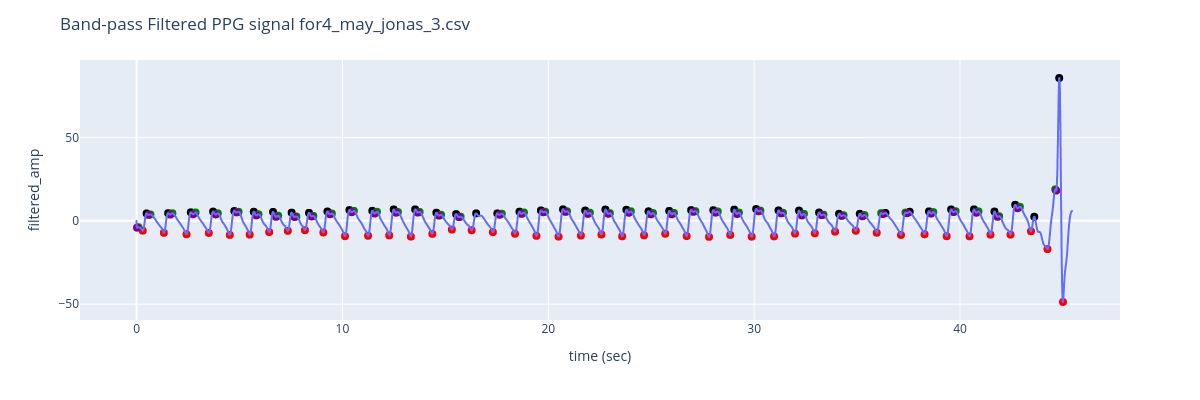 Band-pass Filtered PPG signal for4_may_jonas_3.csv
50
0
−50
filtered_amp
0 10 20 30 40
time (sec)